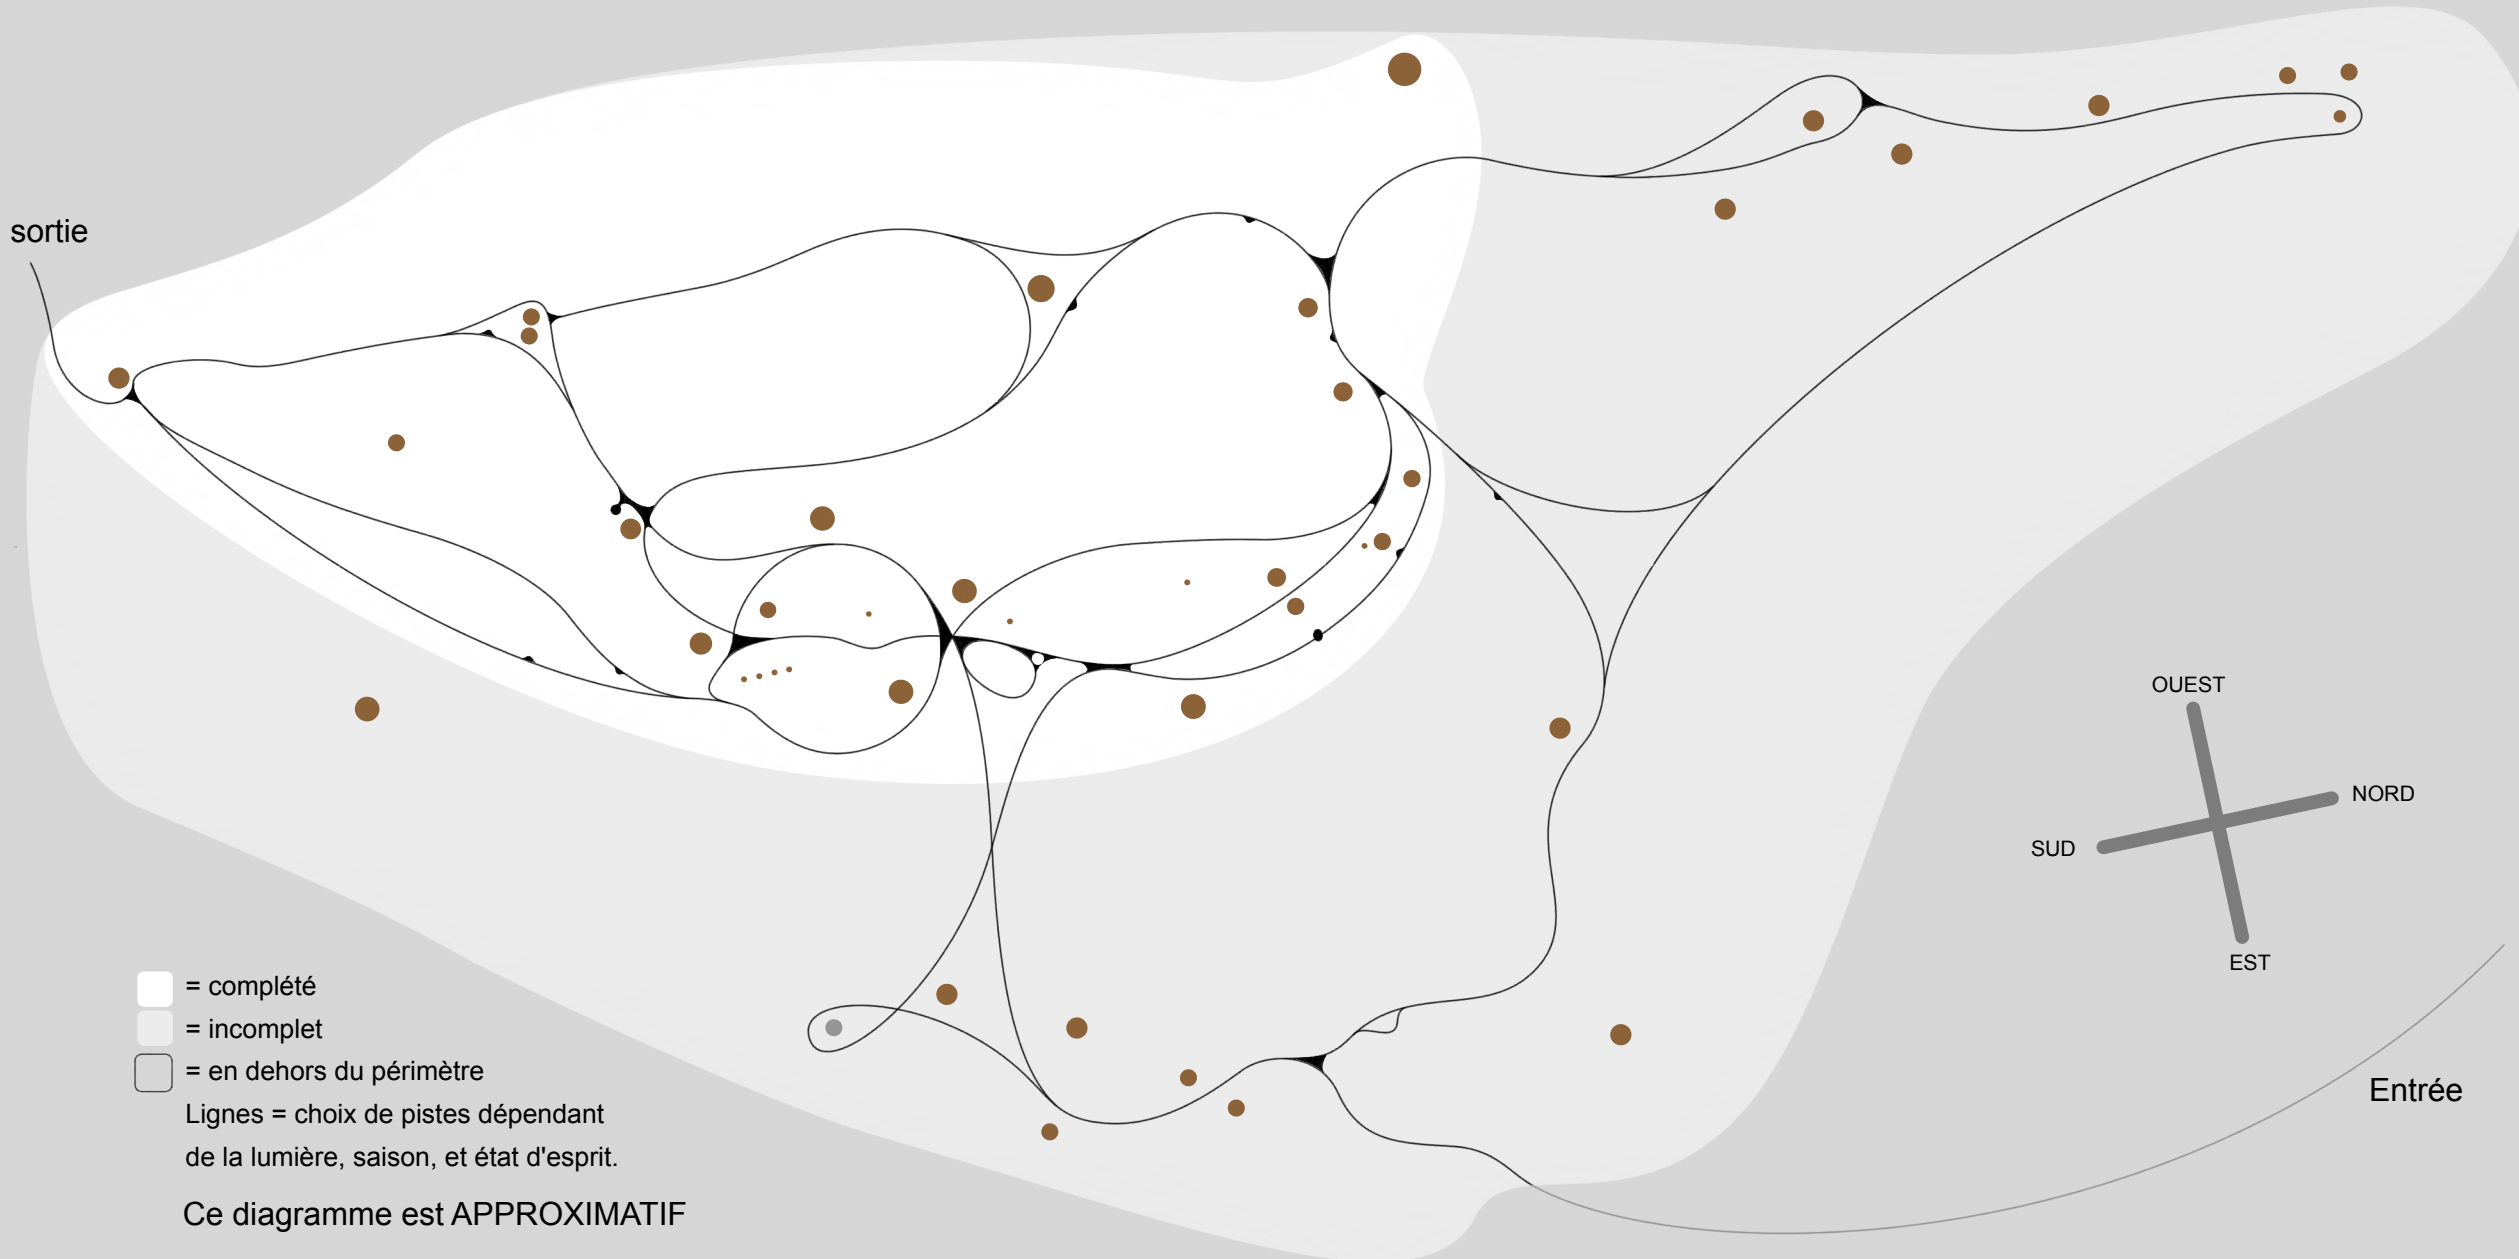 sortie
OUEST
NORD
SUD
EST
= complété
= incomplet
= en dehors du périmètre
Lignes = choix de pistes dépendant
de la lumière, saison, et état d'esprit.
Ce diagramme est APPROXIMATIF
Entrée